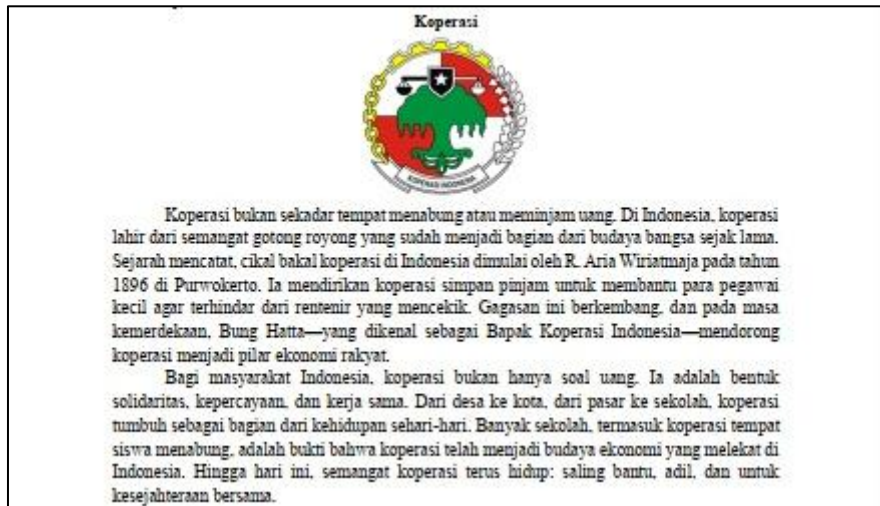 Koperasi
KOPERASI INDONESIA
Koperasi bukan sekadar tempat menabung atau meminjam uang. Di Indonesia, koperasi
lahir dari semangat gotong royong yang sudah menjadi bagian dari budaya bangsa sejak lama.
Sejarah mencatat, cikal bakal koperasi di Indonesia dimulai oleh R. Aria Wiriatmaja pada tahun
1896 di Purwokerto. Ia mendirikan koperasi simpan pinjam untuk membantu para pegawai
kecil agar terhindar dari rentenir yang mencekik. Gagasan ini berkembang, dan pada masa
kemerdekaan, Bung Hatta—yang dikenal sebagai Bapak Koperasi Indonesia—mendorong
koperasi menjadi pilar ekonomi rakyat.
Bagi masyarakat Indonesia, koperasi bukan hanya soal uang. Ia adalah bentuk
solidaritas, kepercayaan, dan kerja sama. Dari desa ke kota, dari pasar ke sekolah, koperasi
tumbuh sebagai bagian dari kehidupan sehari-hari. Banyak sekolah, termasuk koperasi tempat
siswa menabung, adalah bukti bahwa koperasi telah menjadi budaya ekonomi yang melekat di
Indonesia. Hingga hari ini, semangat koperasi terus hidup: saling bantu, adil, dan untuk
kesejahteraan bersama.